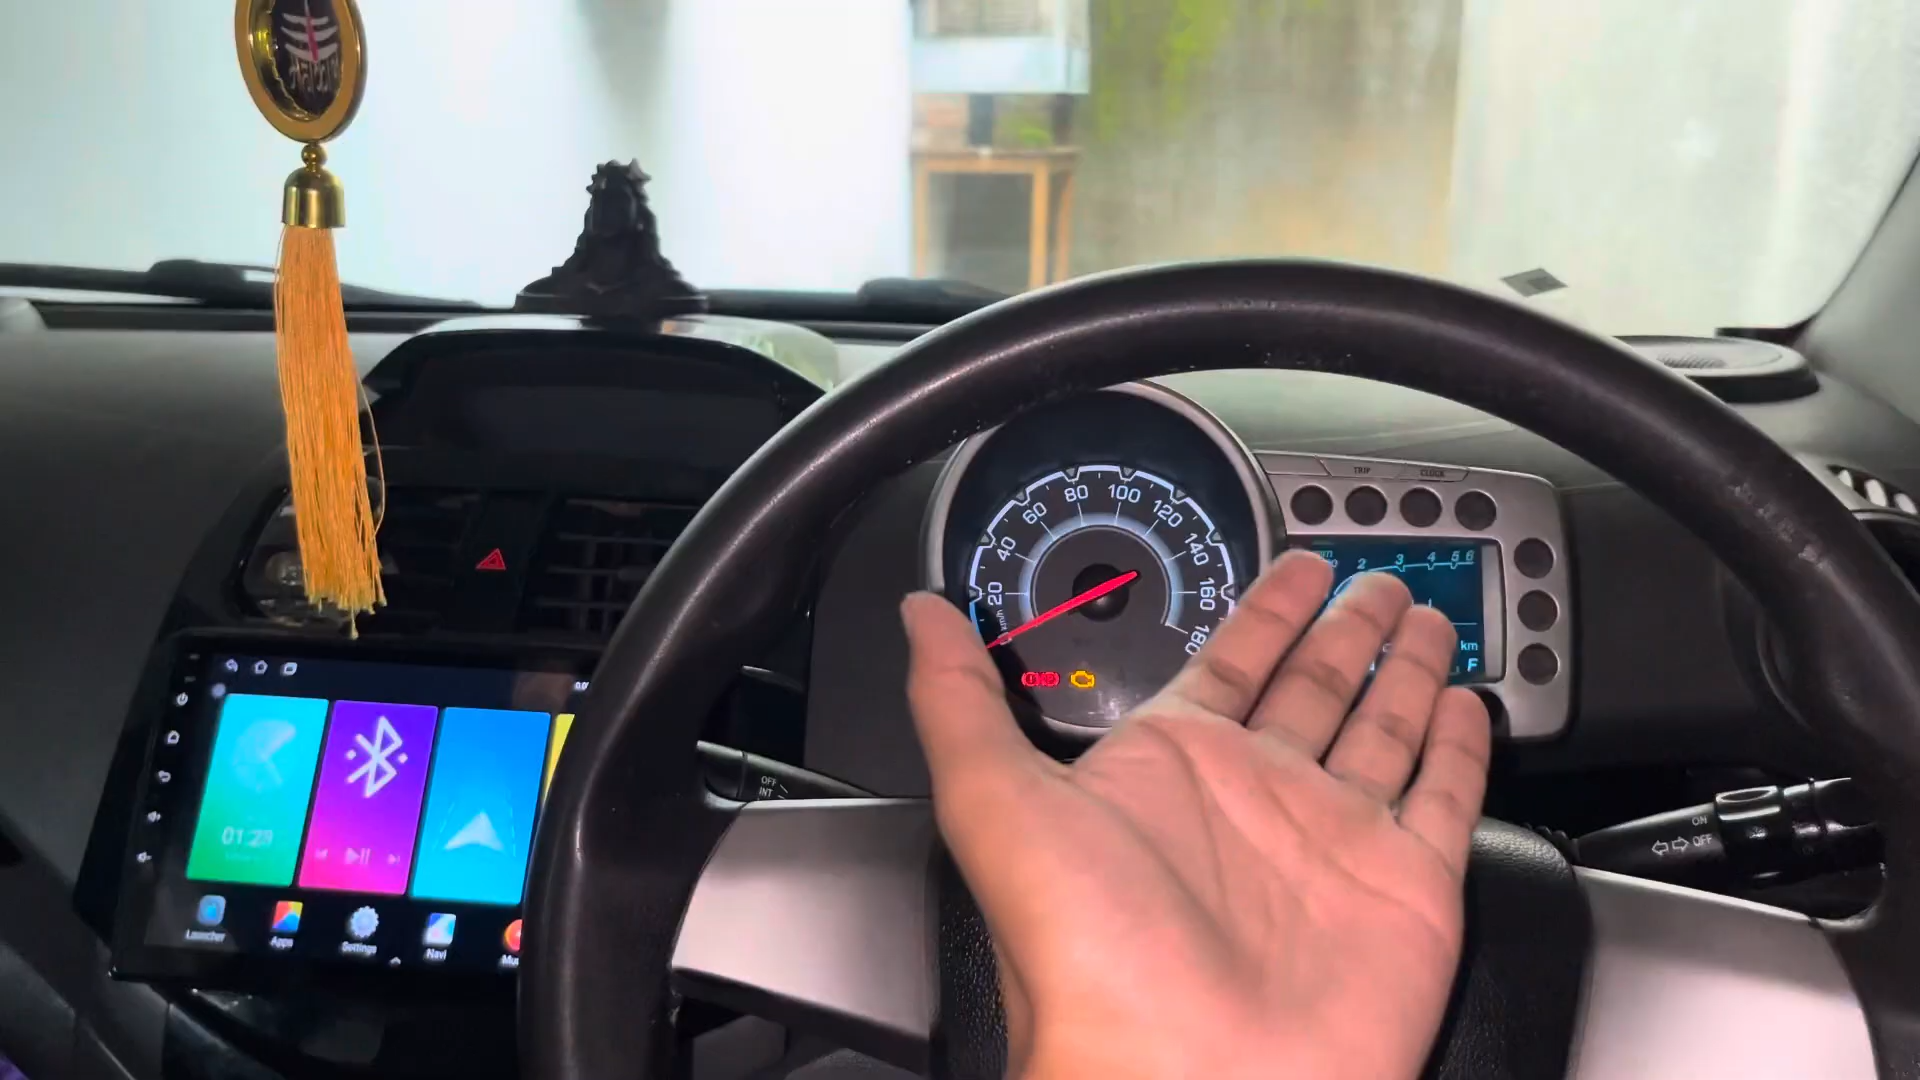 TRIP CLOCK
80 100
60 120
40 140
20 160
180
km/h
2 3 4 5 6
km
F
OFF
INT
ON
OFF
01:23
Launcher Apps Settings Navi